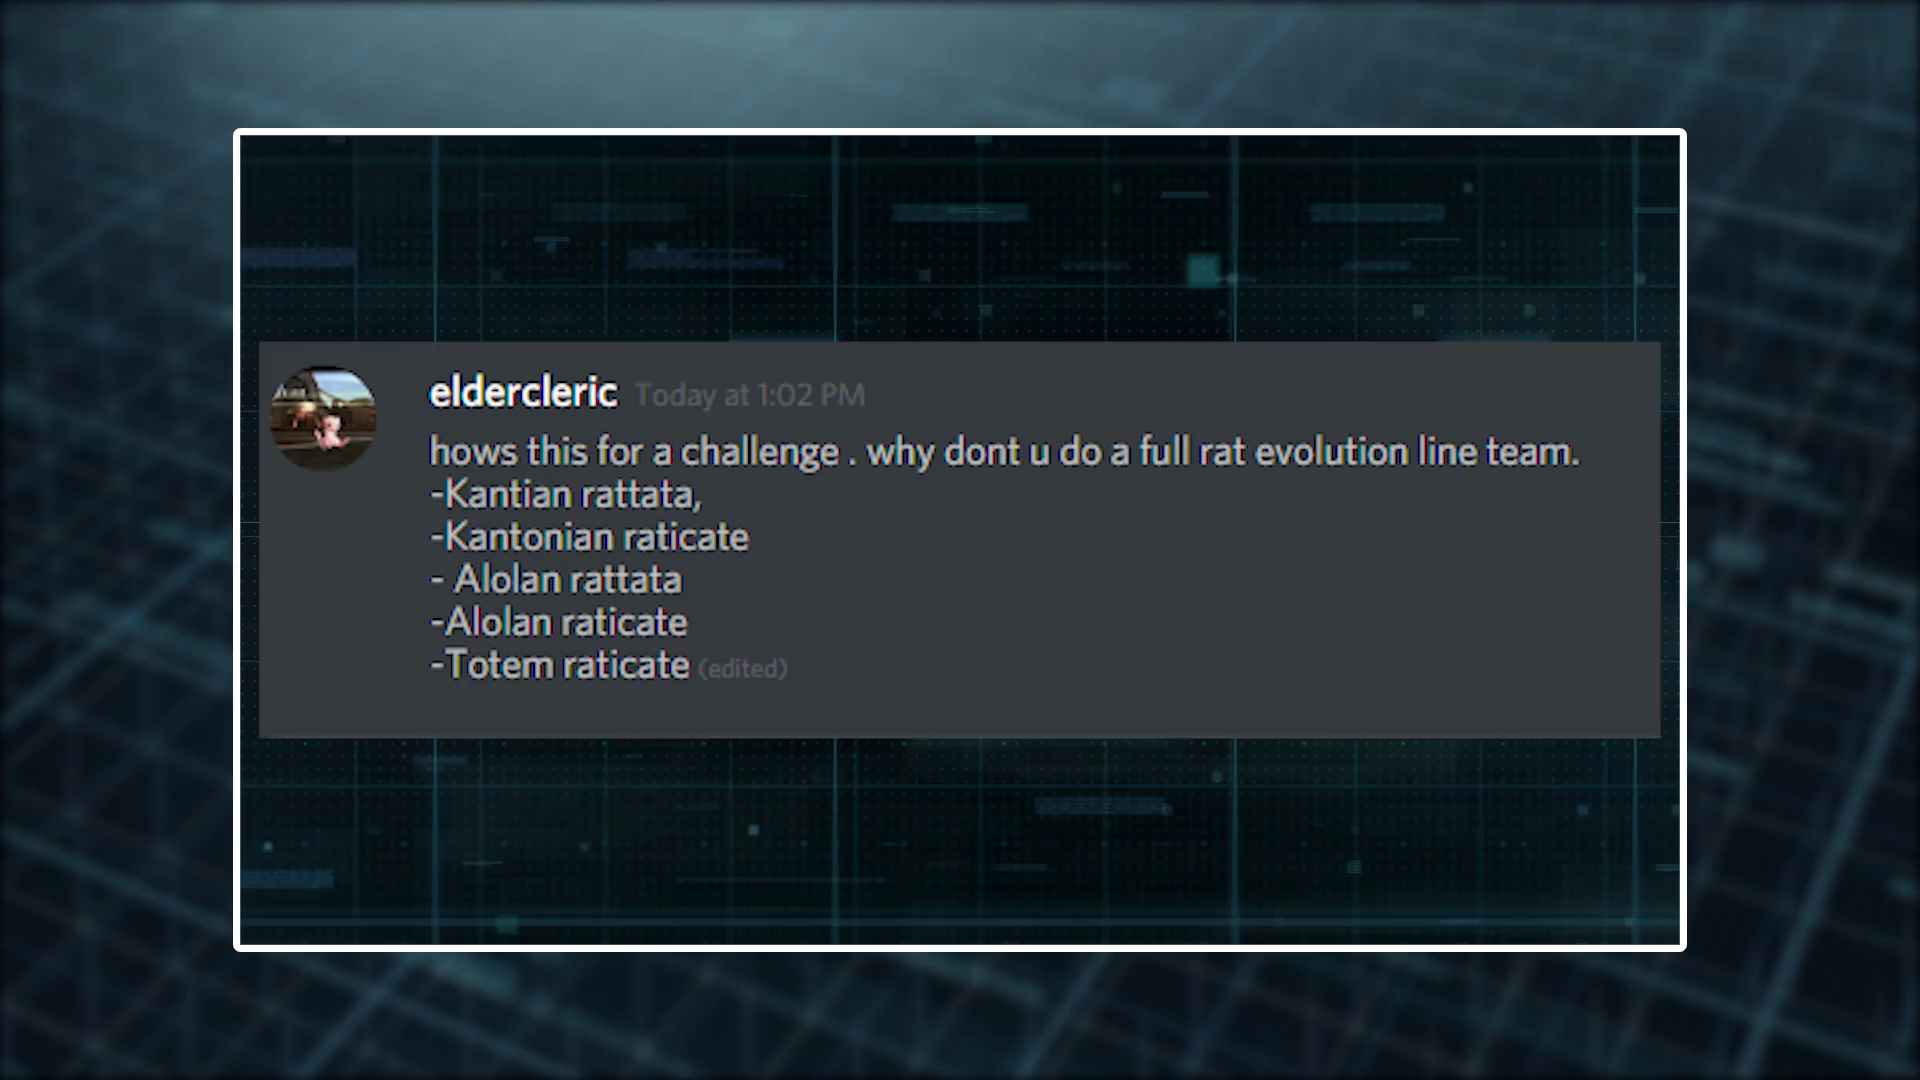 eldercleric Today at 1:02 PM
hows this for a challenge . why dont u do a full rat evolution line team.
-Kantian rattata,
-Kantonian raticate
- Alolan rattata
-Alolan raticate
-Totem raticate (edited)